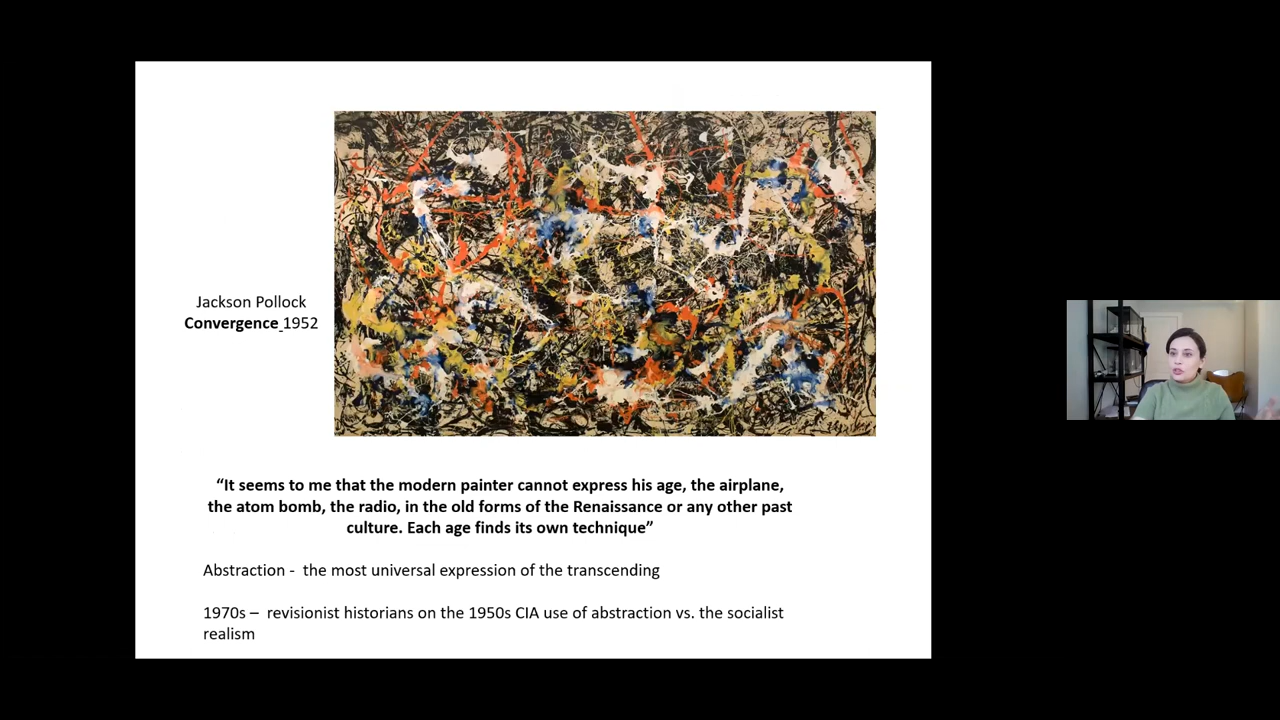 Jackson Pollock
Convergence 1952
“It seems to me that the modern painter cannot express his age, the airplane,
the atom bomb, the radio, in the old forms of the Renaissance or any other past
culture. Each age finds its own technique”
Abstraction - the most universal expression of the transcending
1970s – revisionist historians on the 1950s CIA use of abstraction vs. the socialist
realism